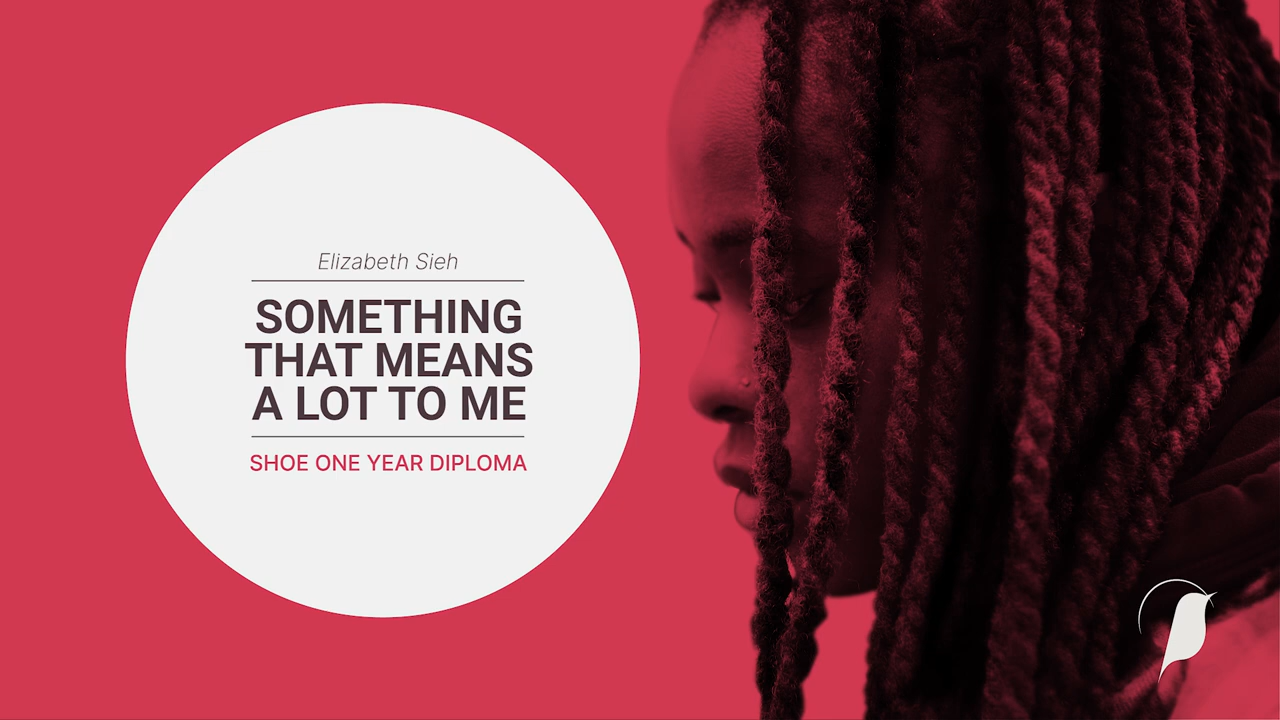 Elizabeth Sieh
SOMETHING
THAT MEANS
A LOT TO ME
SHOE ONE YEAR DIPLOMA